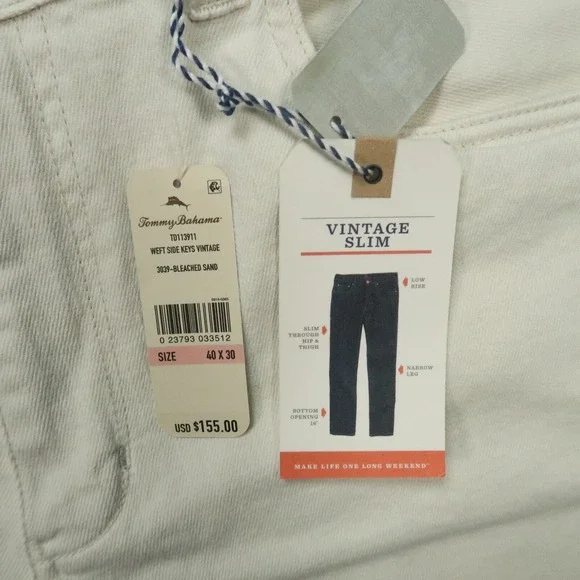 Tommy Bahama
TD113911
WEFT SIDE KEYS VINTAGE
3039-BLEACHED SAND
0 23793 033512
SIZE 40 X 30
USD $155.00
VINTAGE
SLIM
LOW
RISE
SLIM
THROUGH
HIP &
THIGH
NARROW
LEG
BOTTOM
OPENING
16"
MAKE LIFE ONE LONG WEEKEND™